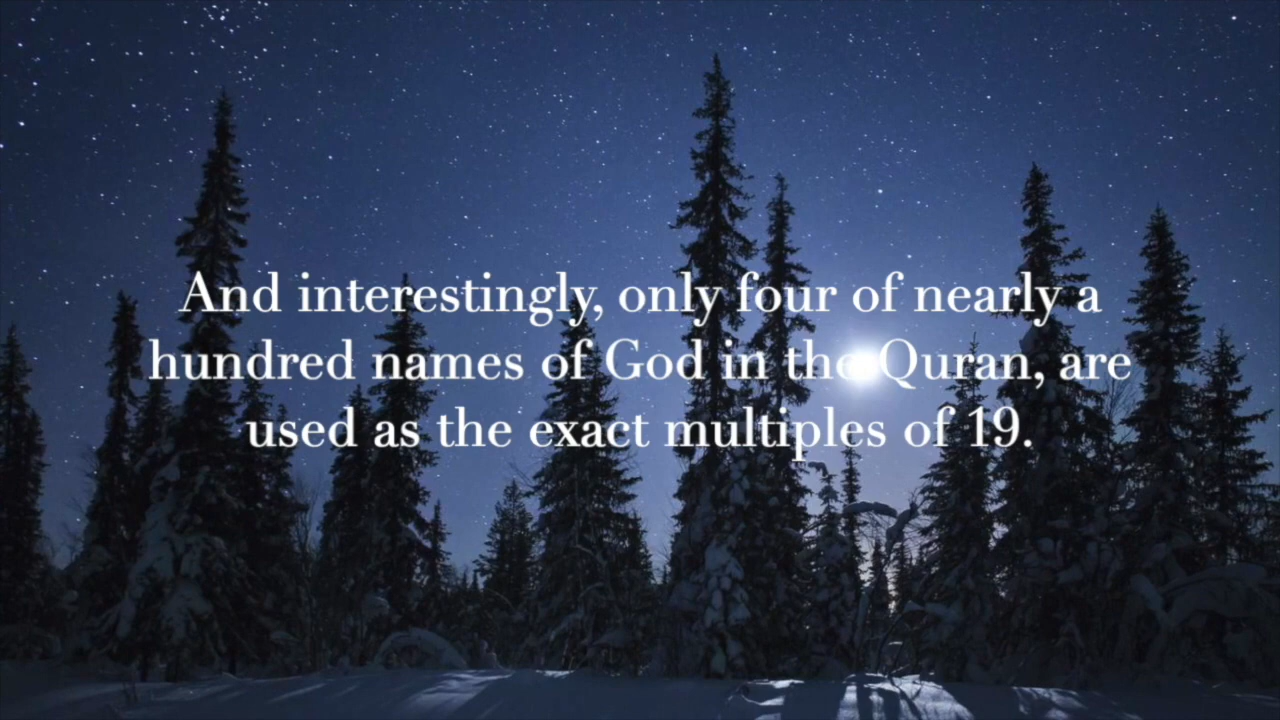 And interestingly, only four of nearly a
hundred names of God in the Quran, are
used as the exact multiples of 19.